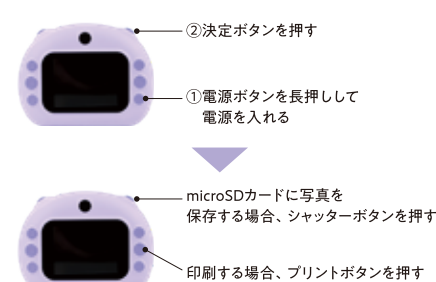 ②決定ボタンを押す
①電源ボタンを長押しして
電源を入れる
microSDカードに写真を
保存する場合、シャッターボタンを押す
印刷する場合、プリントボタンを押す